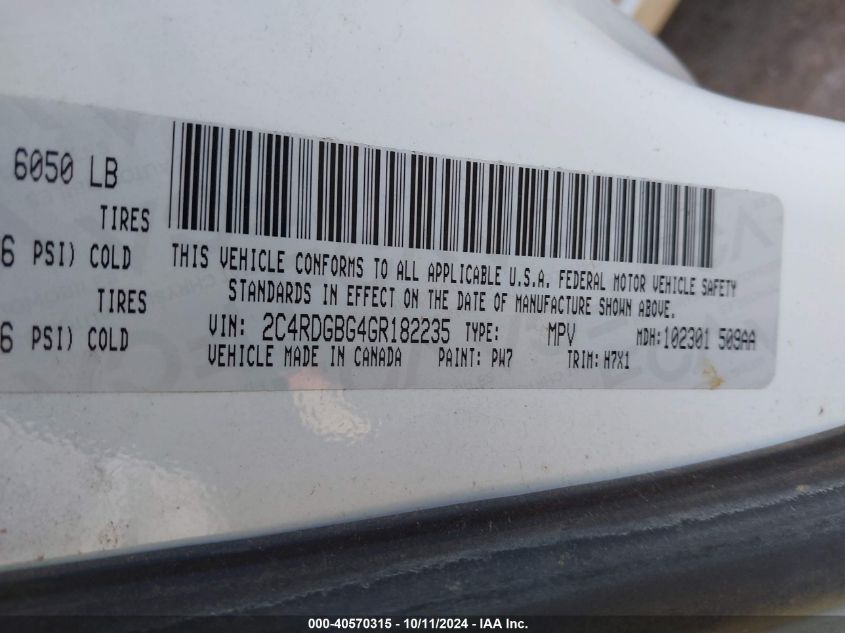 6050 LB
TIRES
6 PSI) COLD
TIRES
6 PSI) COLD
THIS VEHICLE CONFORMS TO ALL APPLICABLE U.S.A. FEDERAL MOTOR VEHICLE SAFETY
STANDARDS IN EFFECT ON THE DATE OF MANUFACTURE SHOWN ABOVE.
VIN: 2C4RDGBG4GR182235 TYPE: MPV MDH:102301 509AA
VEHICLE MADE IN CANADA PAINT: PW7 TRIM: H7X1
000-40570315 - 10/11/2024 - IAA Inc.